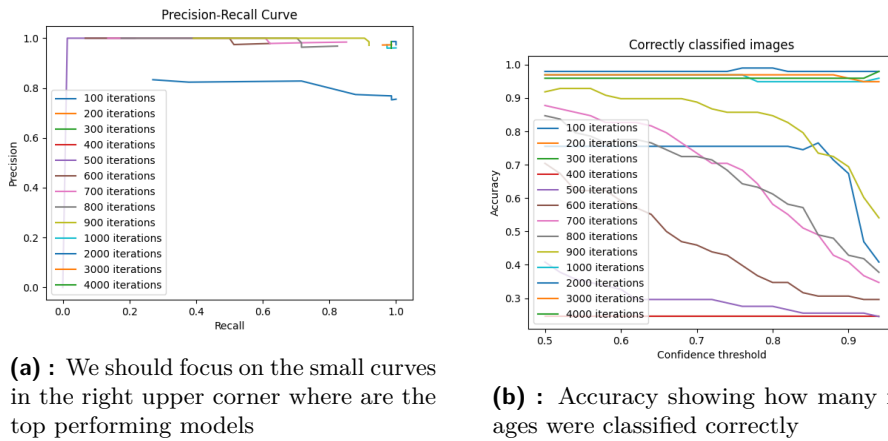 Precision-Recall Curve
1.0
0.8
0.6
0.4
0.2
0.0
Precision
100 iterations
200 iterations
300 iterations
400 iterations
500 iterations
600 iterations
700 iterations
800 iterations
900 iterations
1000 iterations
2000 iterations
3000 iterations
4000 iterations
0.0 0.2 0.4 0.6 0.8 1.0
Recall
(a) : We should focus on the small curves
in the right upper corner where are the
top performing models
Correctly classified images
1.0
0.9
0.8
0.7
0.6
0.5
0.4
0.3
Accuracy
100 iterations
200 iterations
300 iterations
400 iterations
500 iterations
600 iterations
700 iterations
800 iterations
900 iterations
1000 iterations
2000 iterations
3000 iterations
4000 iterations
0.5 0.6 0.7 0.8 0.9
Confidence threshold
(b) : Accuracy showing how many
ages were classified correctly